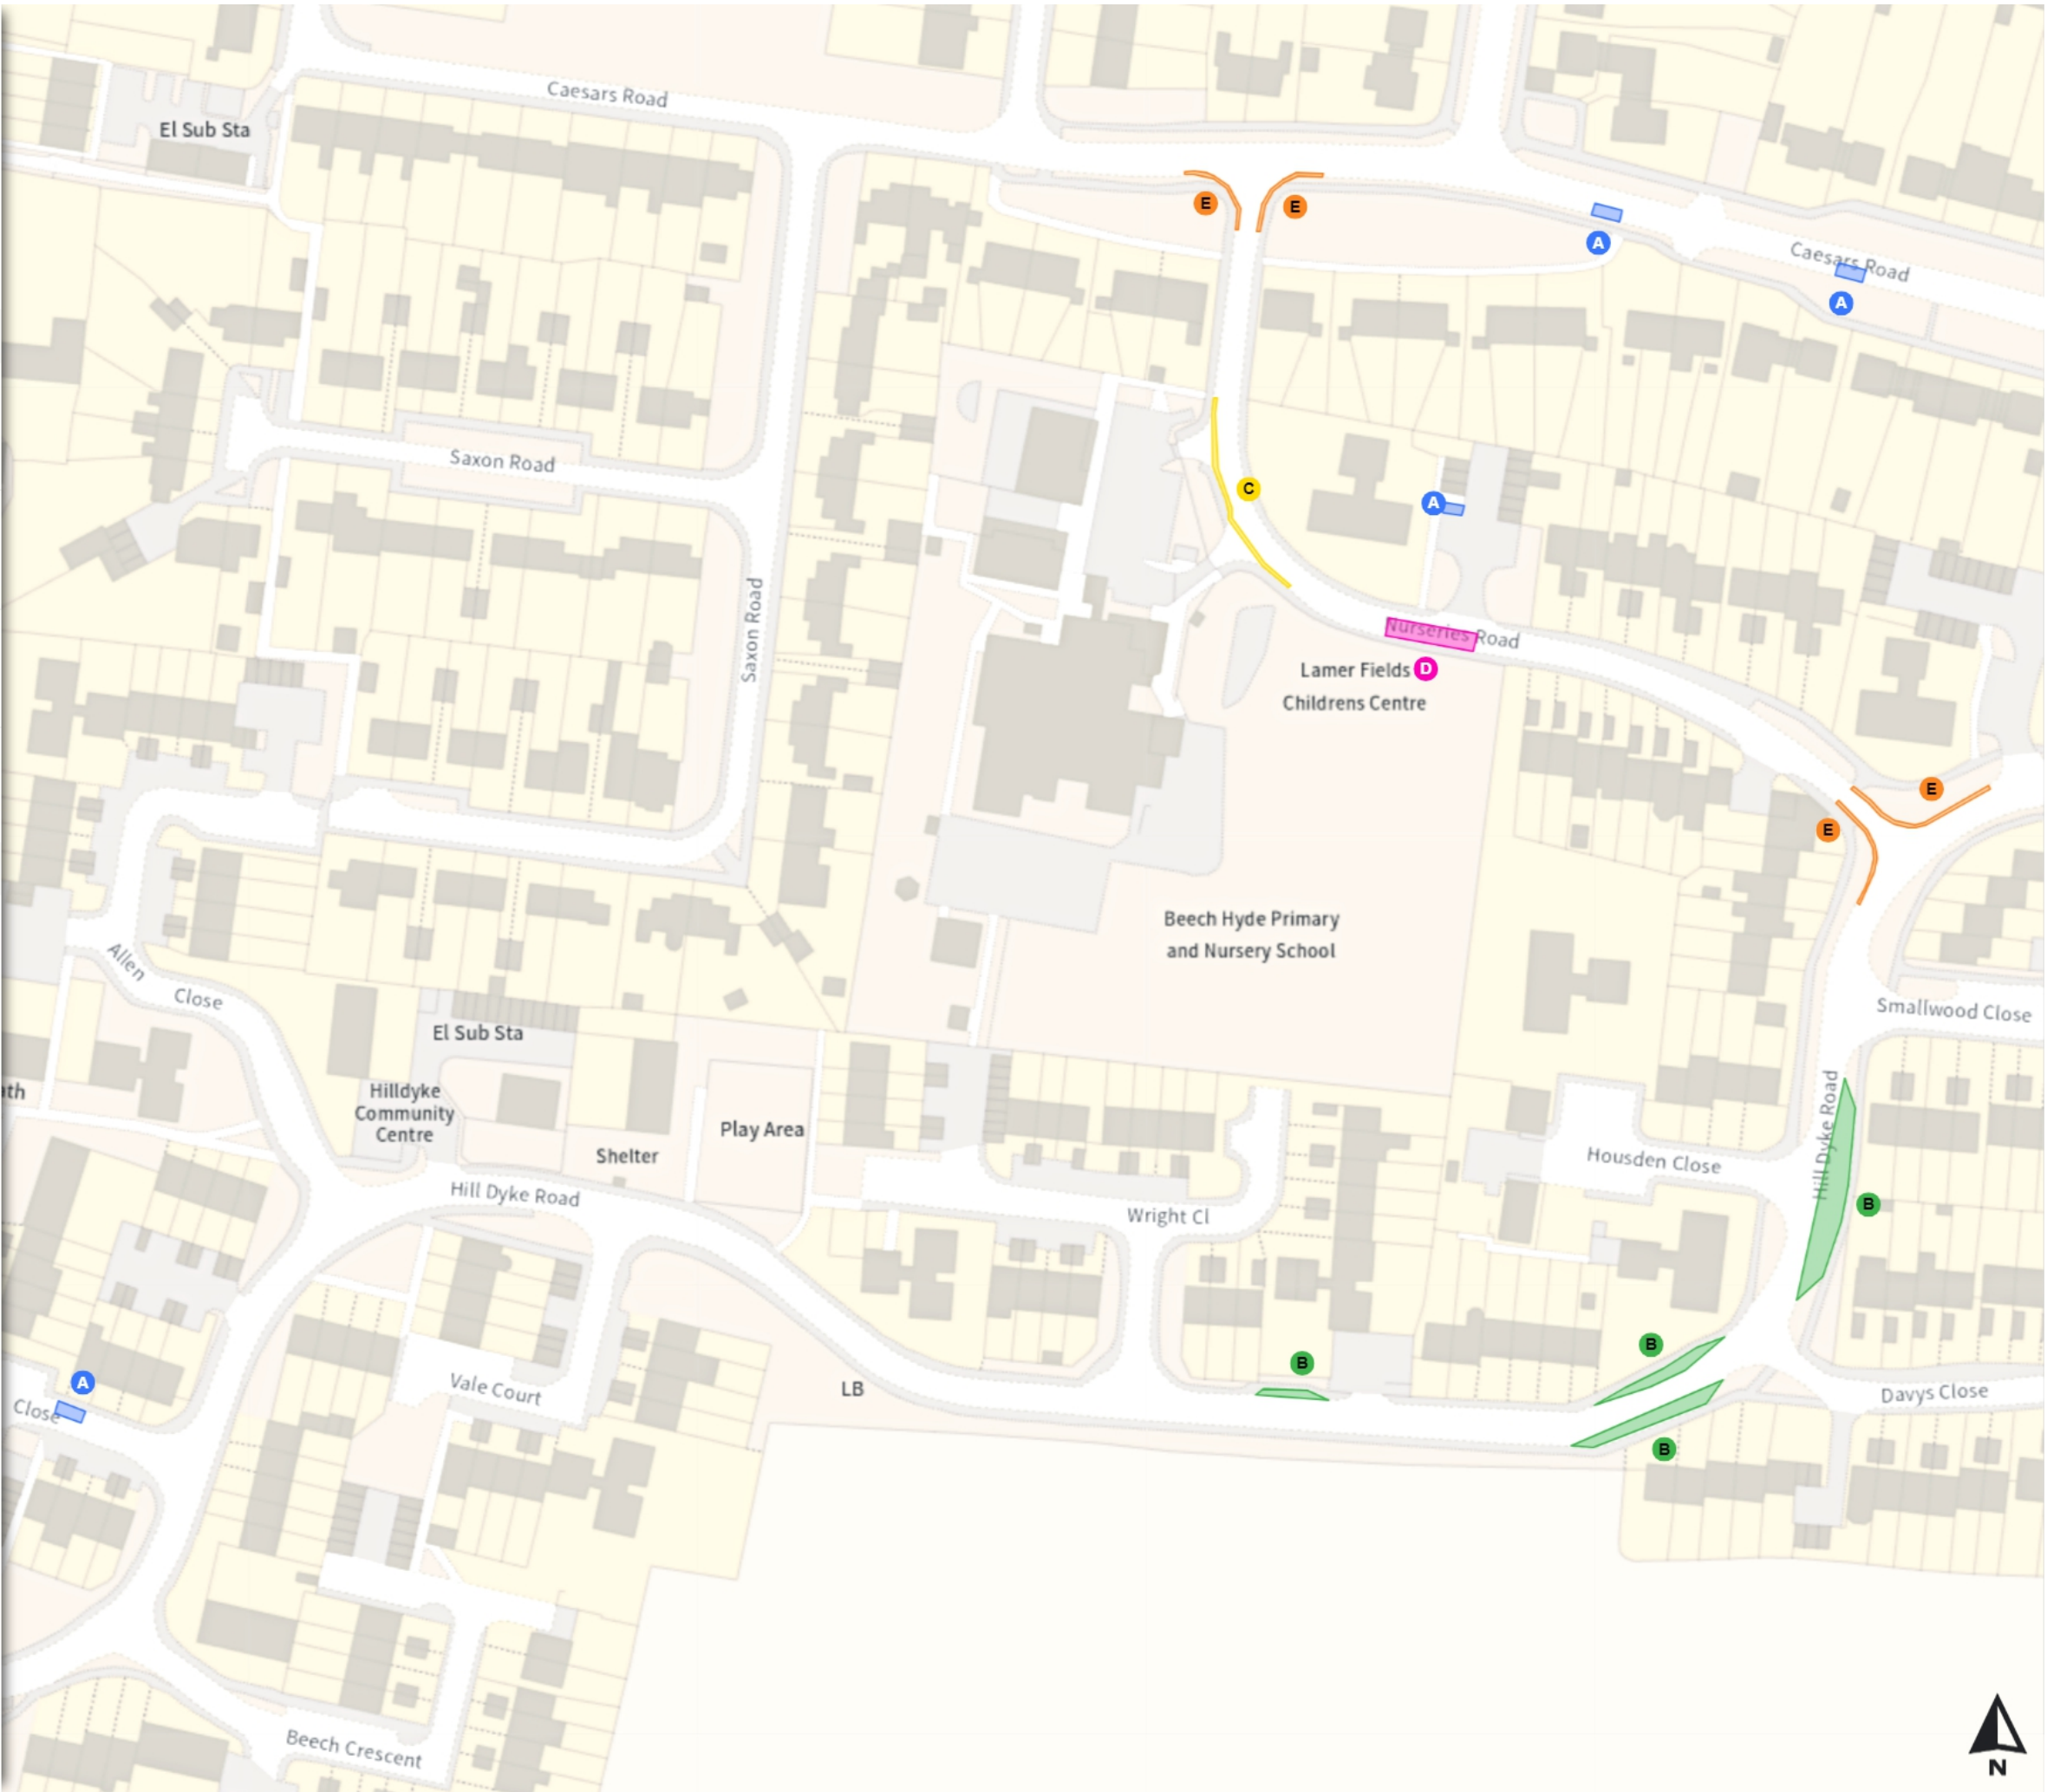 Caesars Road
El Sub Sta
E
E
A
Caesars Road
A
Saxon Road
C
A
Saxon Road
Nurseries Road
Lamer Fields
Childrens Centre
D
E
E
Beech Hyde Primary
and Nursery School
Allen
Close
Smallwood Close
El Sub Sta
Hilldyke
Community
Centre
Play Area
Shelter
Housden Close
Hill Dyke Road
B
Hill Dyke Road
Wright Cl
B
B
A
Close
Vale Court
LB
Davys Close
B
Beech Crescent
N